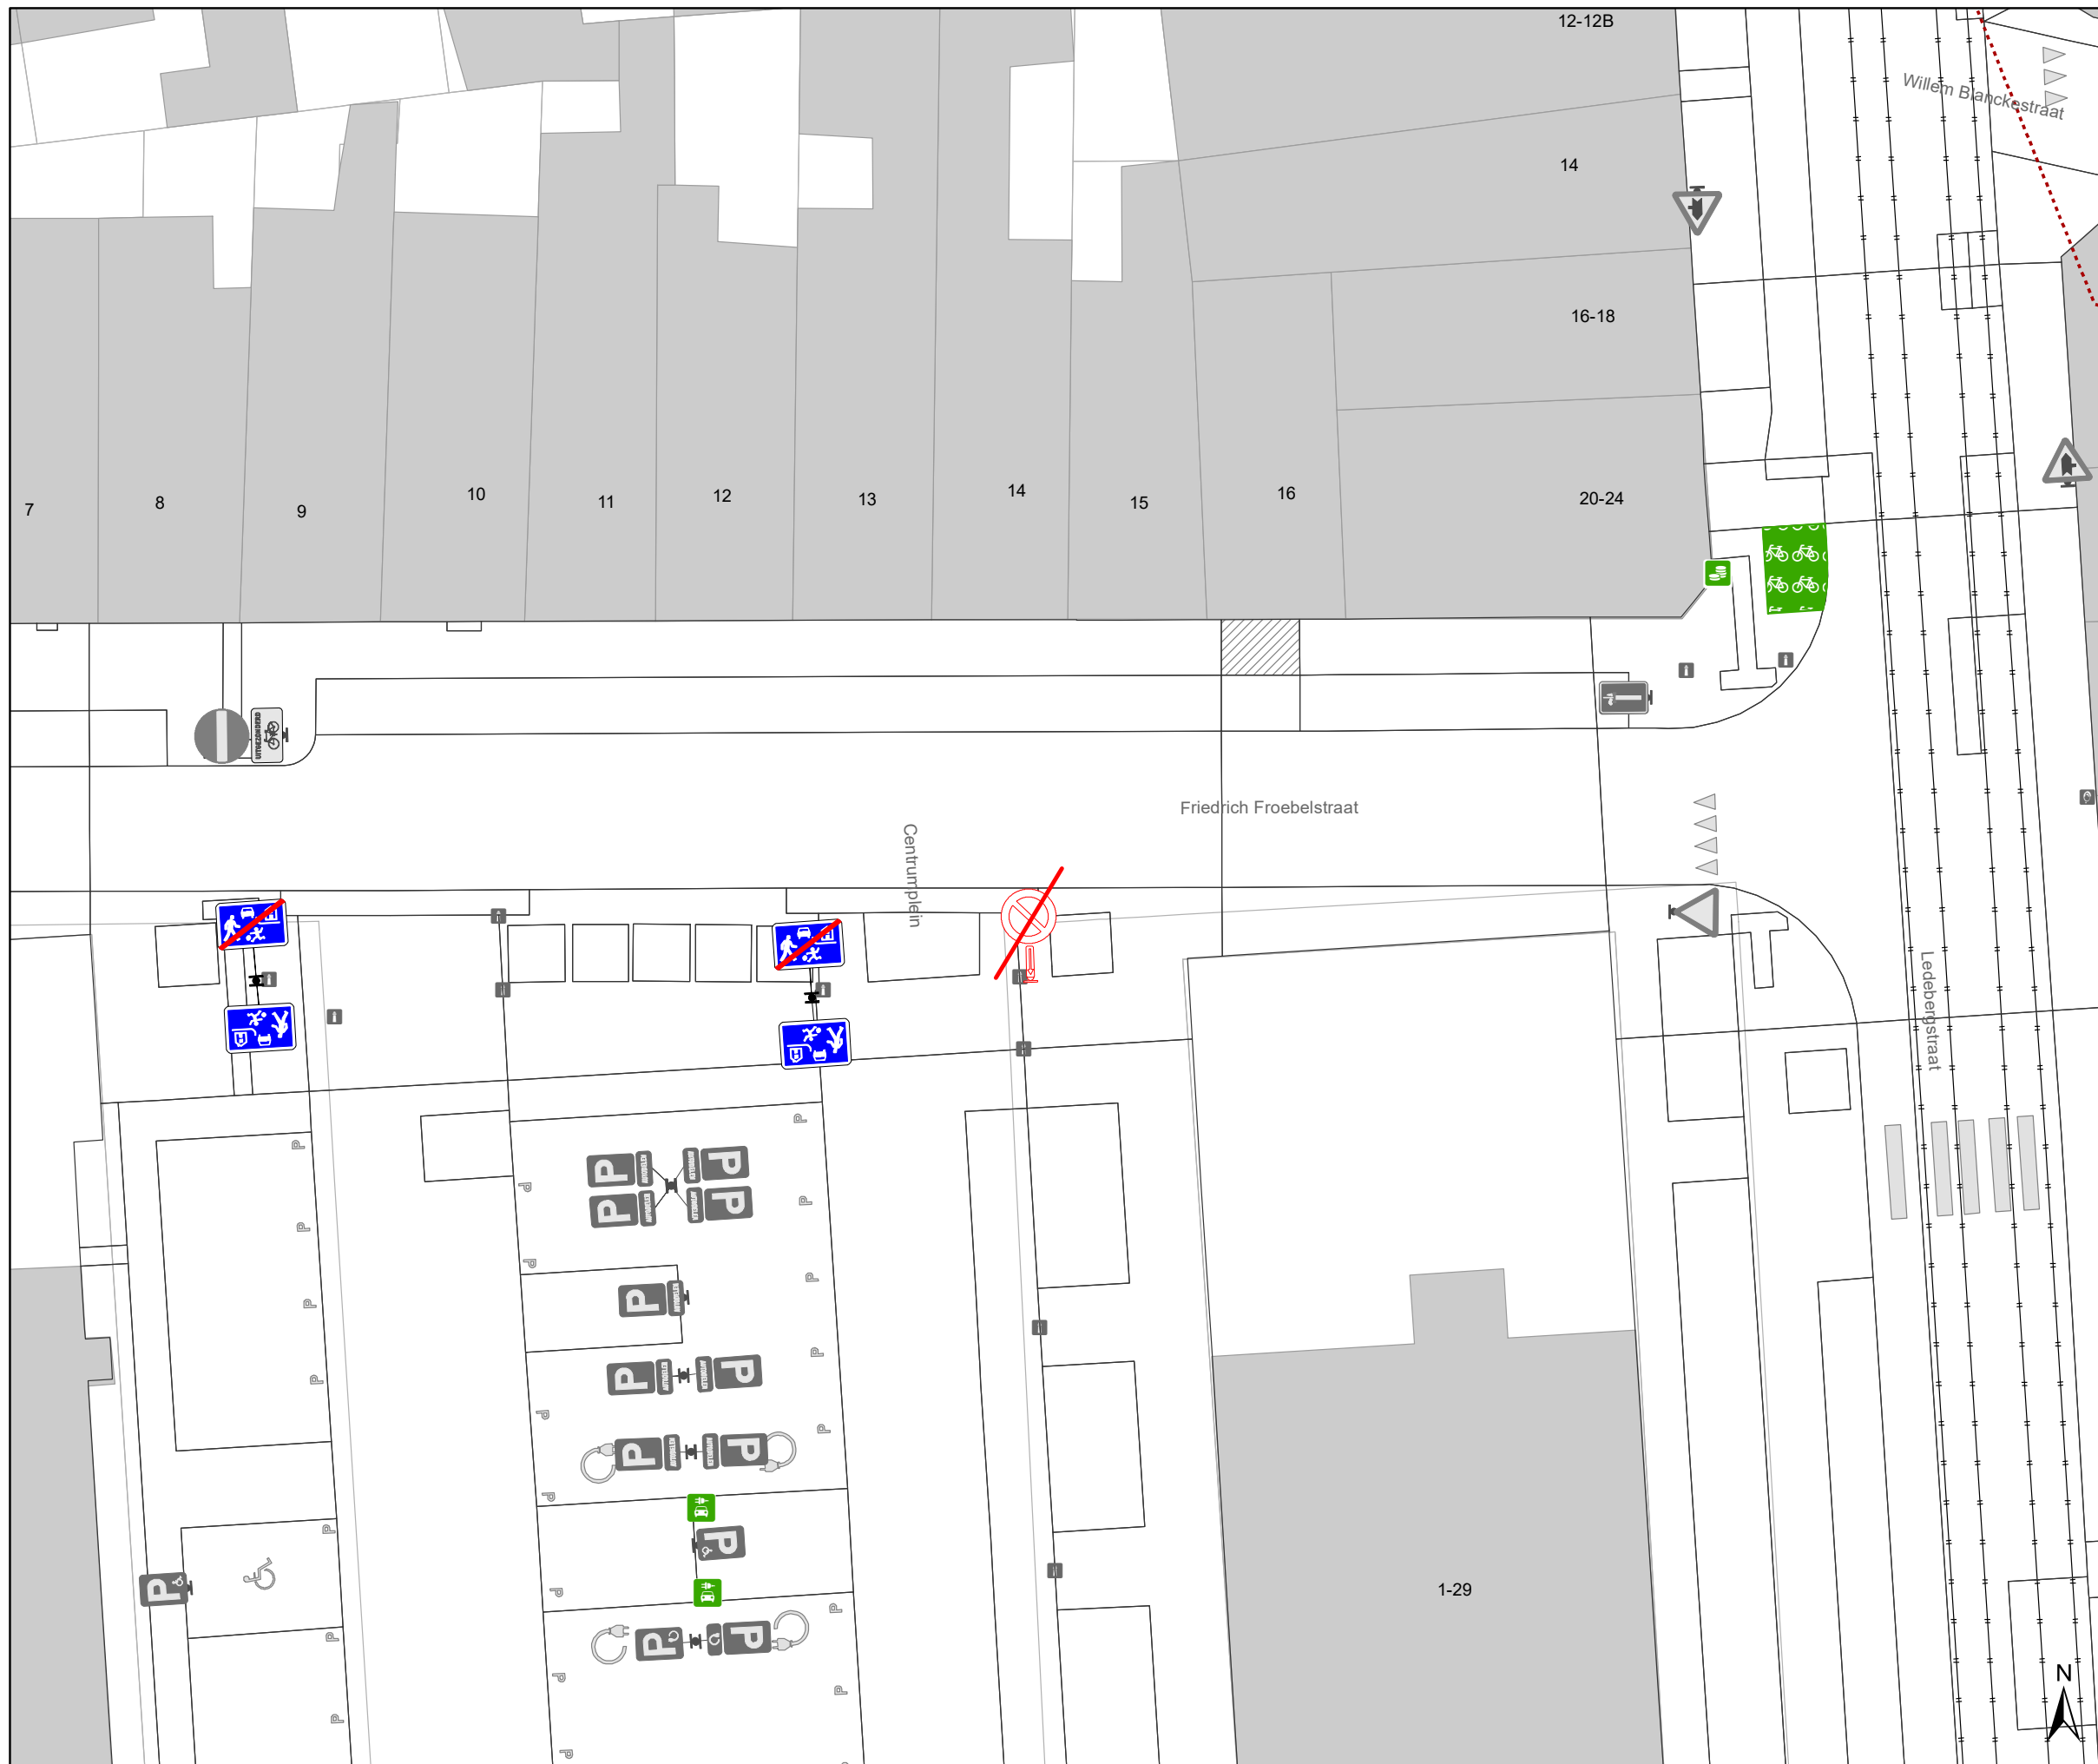 12-12B
Willem Blanckestraat
14
16-18
20-24
7
8
9
10
11
12
13
14
15
16
UITGEZONDERD
Friedrich Froebelstraat
Centrumplein
Ledebergstraat
P
P
P
P
P
P
P
P
P
P
P
P
P
P
1-29
N